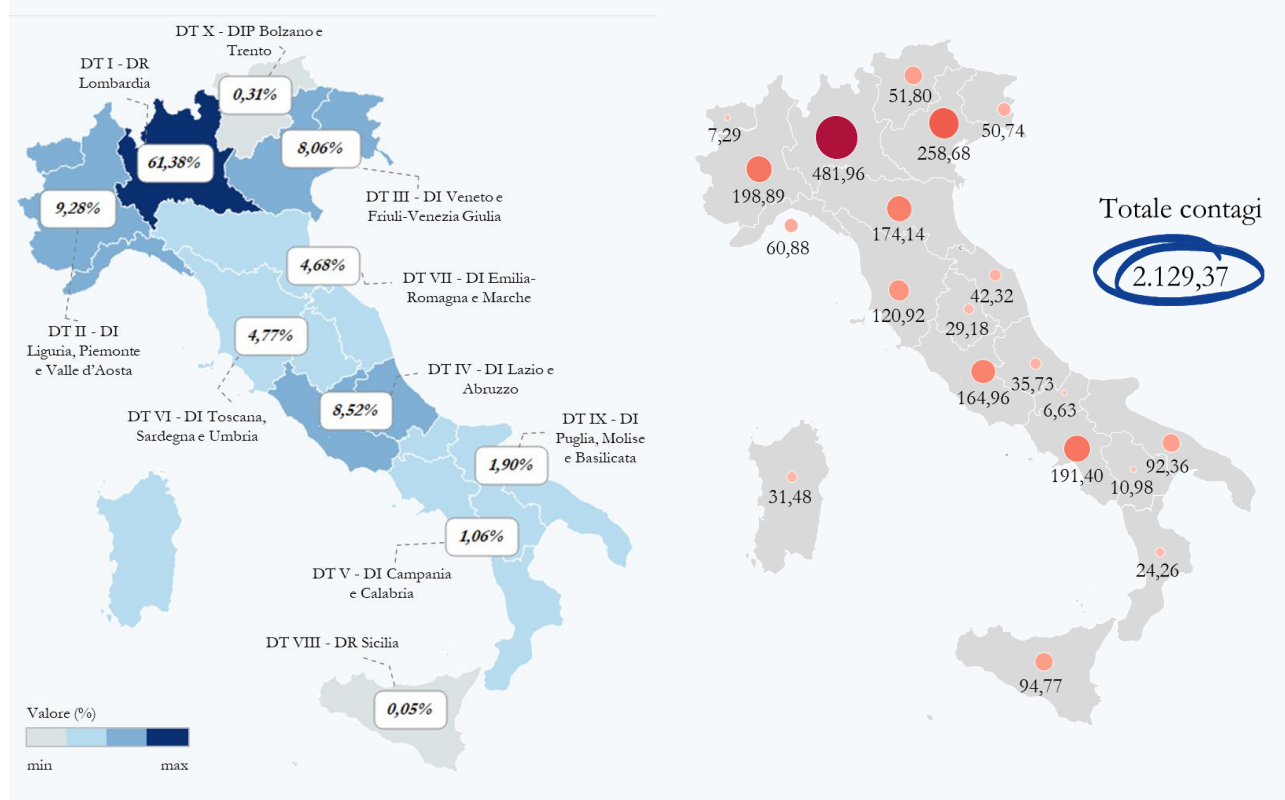 DT X - DIP Bolzano e
Trento
DT I - DR
Lombardia
0,31%
61,38%
8,06%
DT III - DI Veneto e
Friuli-Venezia Giulia
9,28%
4,68%
DT VII - DI Emilia-
Romagna e Marche
DT II - DI
Liguria, Piemonte
e Valle d'Aosta
4,77%
DT IV - DI Lazio e
Abruzzo
8,52%
DT VI - DI Toscana,
Sardegna e Umbria
DT IX - DI
Puglia, Molise
e Basilicata
1,90%
1,06%
DT V - DI Campania
e Calabria
DT VIII - DR Sicilia
0,05%
Valore (%)
min
max
51,80
7,29
50,74
481,96
258,68
198,89
174,14
60,88
Totale contagi
2.129,37
42,32
120,92
29,18
35,73
164,96
6,63
191,40
92,36
10,98
31,48
24,26
94,77